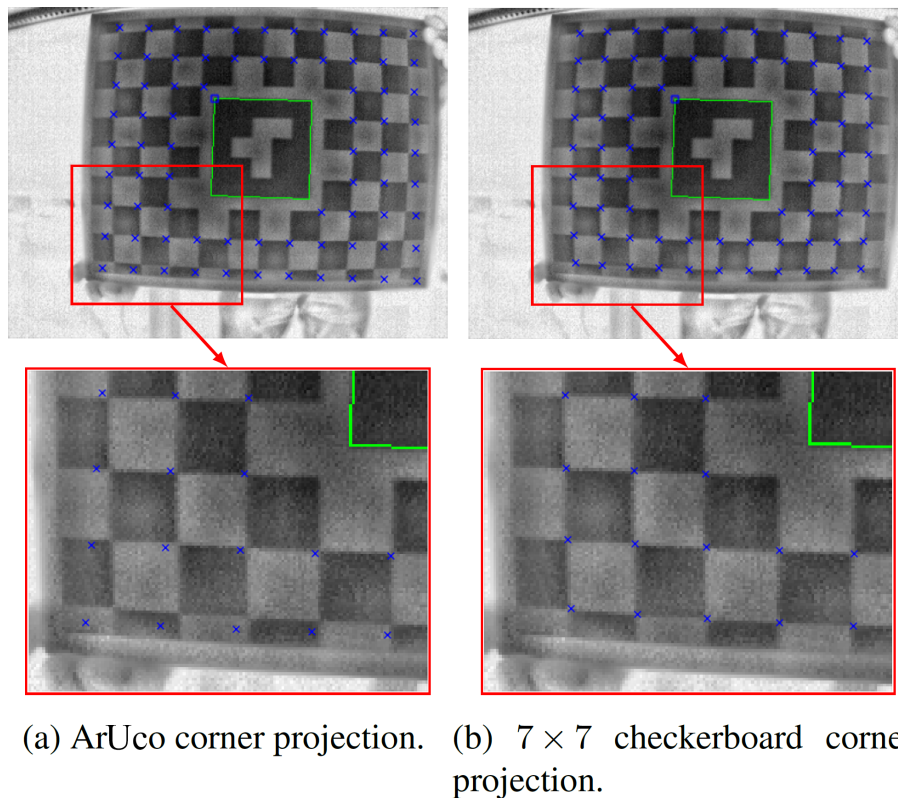 (a) ArUco corner projection.
(b) 7 × 7 checkerboard corne
projection.